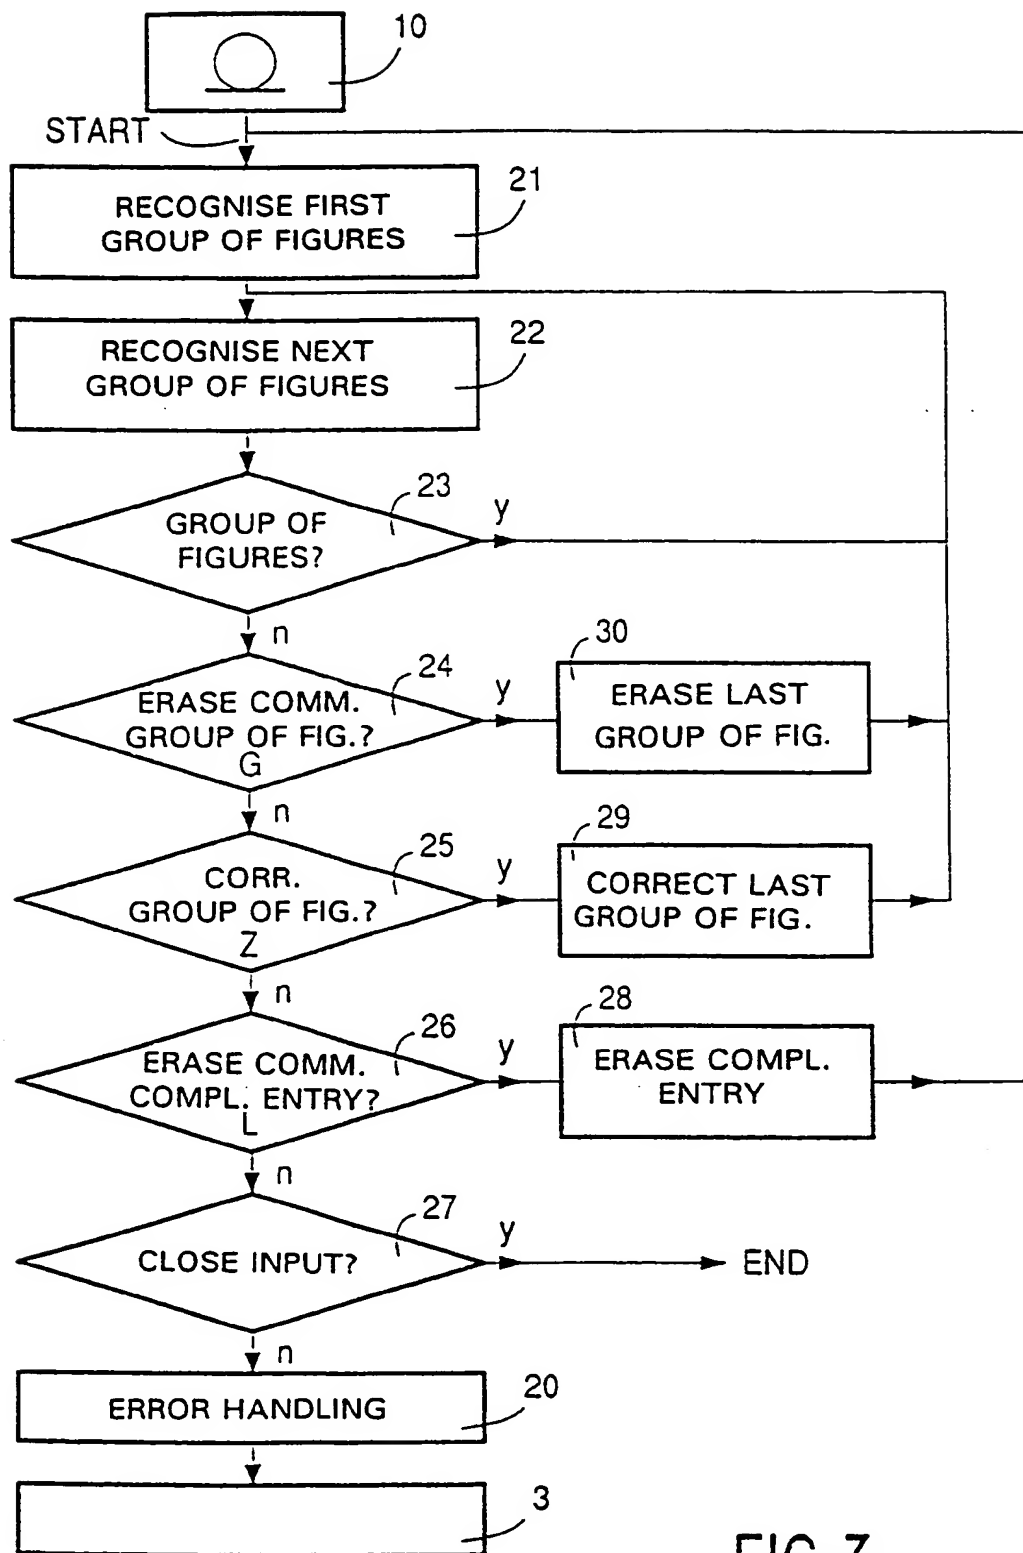 10
START
RECOGNISE FIRST
GROUP OF FIGURES
21
RECOGNISE NEXT
GROUP OF FIGURES
22
GROUP OF
FIGURES?
23
y
n
ERASE COMM.
GROUP OF FIG.?
G
24
y
30
ERASE LAST
GROUP OF FIG.
n
CORR.
GROUP OF FIG.?
Z
25
y
29
CORRECT LAST
GROUP OF FIG.
n
ERASE COMM.
COMPL. ENTRY?
L
26
y
28
ERASE COMPL.
ENTRY
n
CLOSE INPUT?
27
y
END
n
ERROR HANDLING
20
3